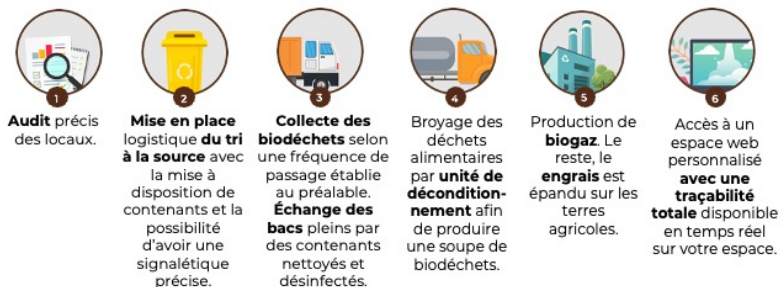 1
Audit précis
des locaux.
2
Mise en place
logistique du tri
à la source avec
la mise à
disposition de
contenants et la
possibilité
d'avoir une
signalétique
précise.
3
Collecte des
biodéchets selon
une fréquence de
passage établie
au préalable.
Échange des
bacs pleins par
des contenants
nettoyés et
désinfectés.
4
Broyage des
déchets
alimentaires
par unité de
décondition-
nement afin
de produire
une soupe de
biodéchets.
5
Production de
biogaz. Le
reste, le
engrais est
épandu sur les
terres
agricoles.
6
Accès à un
espace web
personnalisé
avec une
traçabilité
totale disponible
en temps réel
sur votre espace.